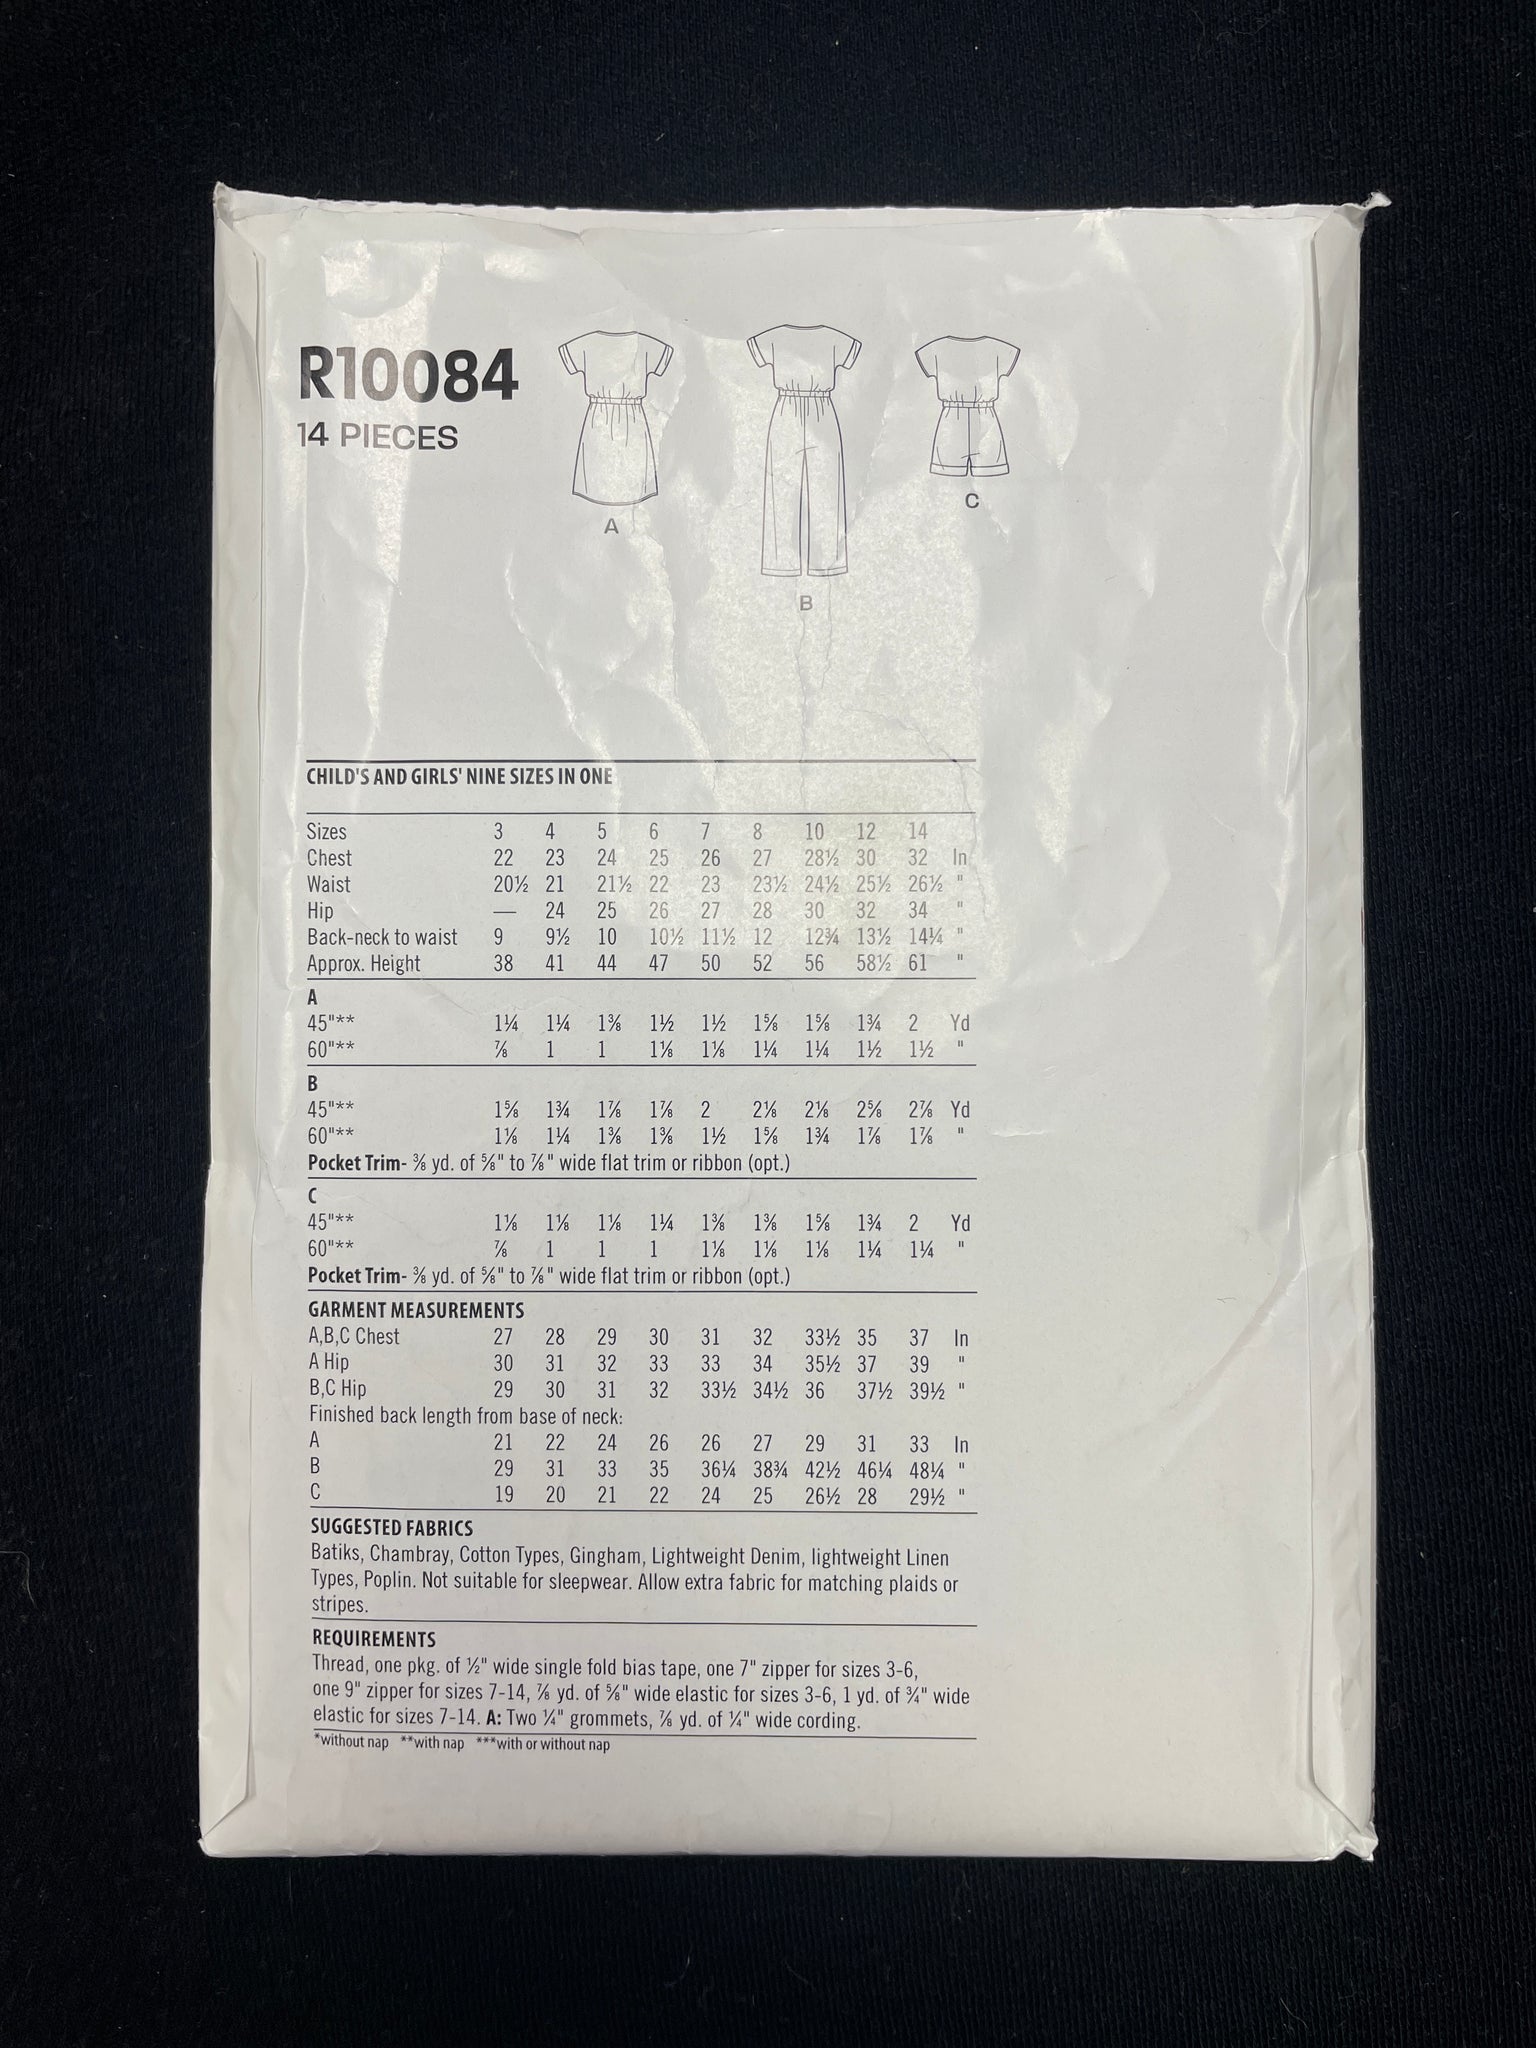 R10084
14 PIECES
A
B
C
CHILD'S AND GIRLS' NINE SIZES IN ONE
Sizes 3 4 5 6 7 8 10 12 14
Chest 22 23 24 25 26 27 28½ 30 32 In
Waist 20½ 21 21½ 22 23 23½ 24½ 25½ 26½ "
Hip — 24 25 26 27 28 30 32 34 "
Back-neck to waist 9 9½ 10 10½ 11½ 12 12¾ 13½ 14¼ "
Approx. Height 38 41 44 47 50 52 56 58½ 61 "
A
45"** 1¼ 1¼ 1⅜ 1½ 1½ 1⅝ 1⅝ 1¾ 2 Yd
60"** ⅞ 1 1 1⅛ 1⅛ 1¼ 1¼ 1½ 1½ "
B
45"** 1⅝ 1¾ 1⅞ 1⅞ 2 2⅛ 2⅛ 2⅝ 2⅞ Yd
60"** 1⅛ 1¼ 1⅜ 1⅜ 1½ 1⅝ 1¾ 1⅞ 1⅞ "
Pocket Trim- ⅜ yd. of ⅝" to ⅞" wide flat trim or ribbon (opt.)
C
45"** 1⅛ 1⅛ 1⅛ 1¼ 1⅜ 1⅜ 1⅝ 1¾ 2 Yd
60"** ⅞ 1 1 1 1⅛ 1⅛ 1⅛ 1¼ 1¼ "
Pocket Trim- ⅜ yd. of ⅝" to ⅞" wide flat trim or ribbon (opt.)
GARMENT MEASUREMENTS
A,B,C Chest 27 28 29 30 31 32 33½ 35 37 In
A Hip 30 31 32 33 33 34 35½ 37 39 "
B,C Hip 29 30 31 32 33½ 34½ 36 37½ 39½ "
Finished back length from base of neck:
A 21 22 24 26 26 27 29 31 33 In
B 29 31 33 35 36¼ 38¾ 42½ 46¼ 48¼ "
C 19 20 21 22 24 25 26½ 28 29½ "
SUGGESTED FABRICS
Batiks, Chambray, Cotton Types, Gingham, Lightweight Denim, lightweight Linen
Types, Poplin. Not suitable for sleepwear. Allow extra fabric for matching plaids or
stripes.
REQUIREMENTS
Thread, one pkg. of ½" wide single fold bias tape, one 7" zipper for sizes 3-6,
one 9" zipper for sizes 7-14, ⅞ yd. of ⅝" wide elastic for sizes 3-6, 1 yd. of ¾" wide
elastic for sizes 7-14. A: Two ¼" grommets, ⅞ yd. of ¼" wide cording.
*without nap **with nap ***with or without nap